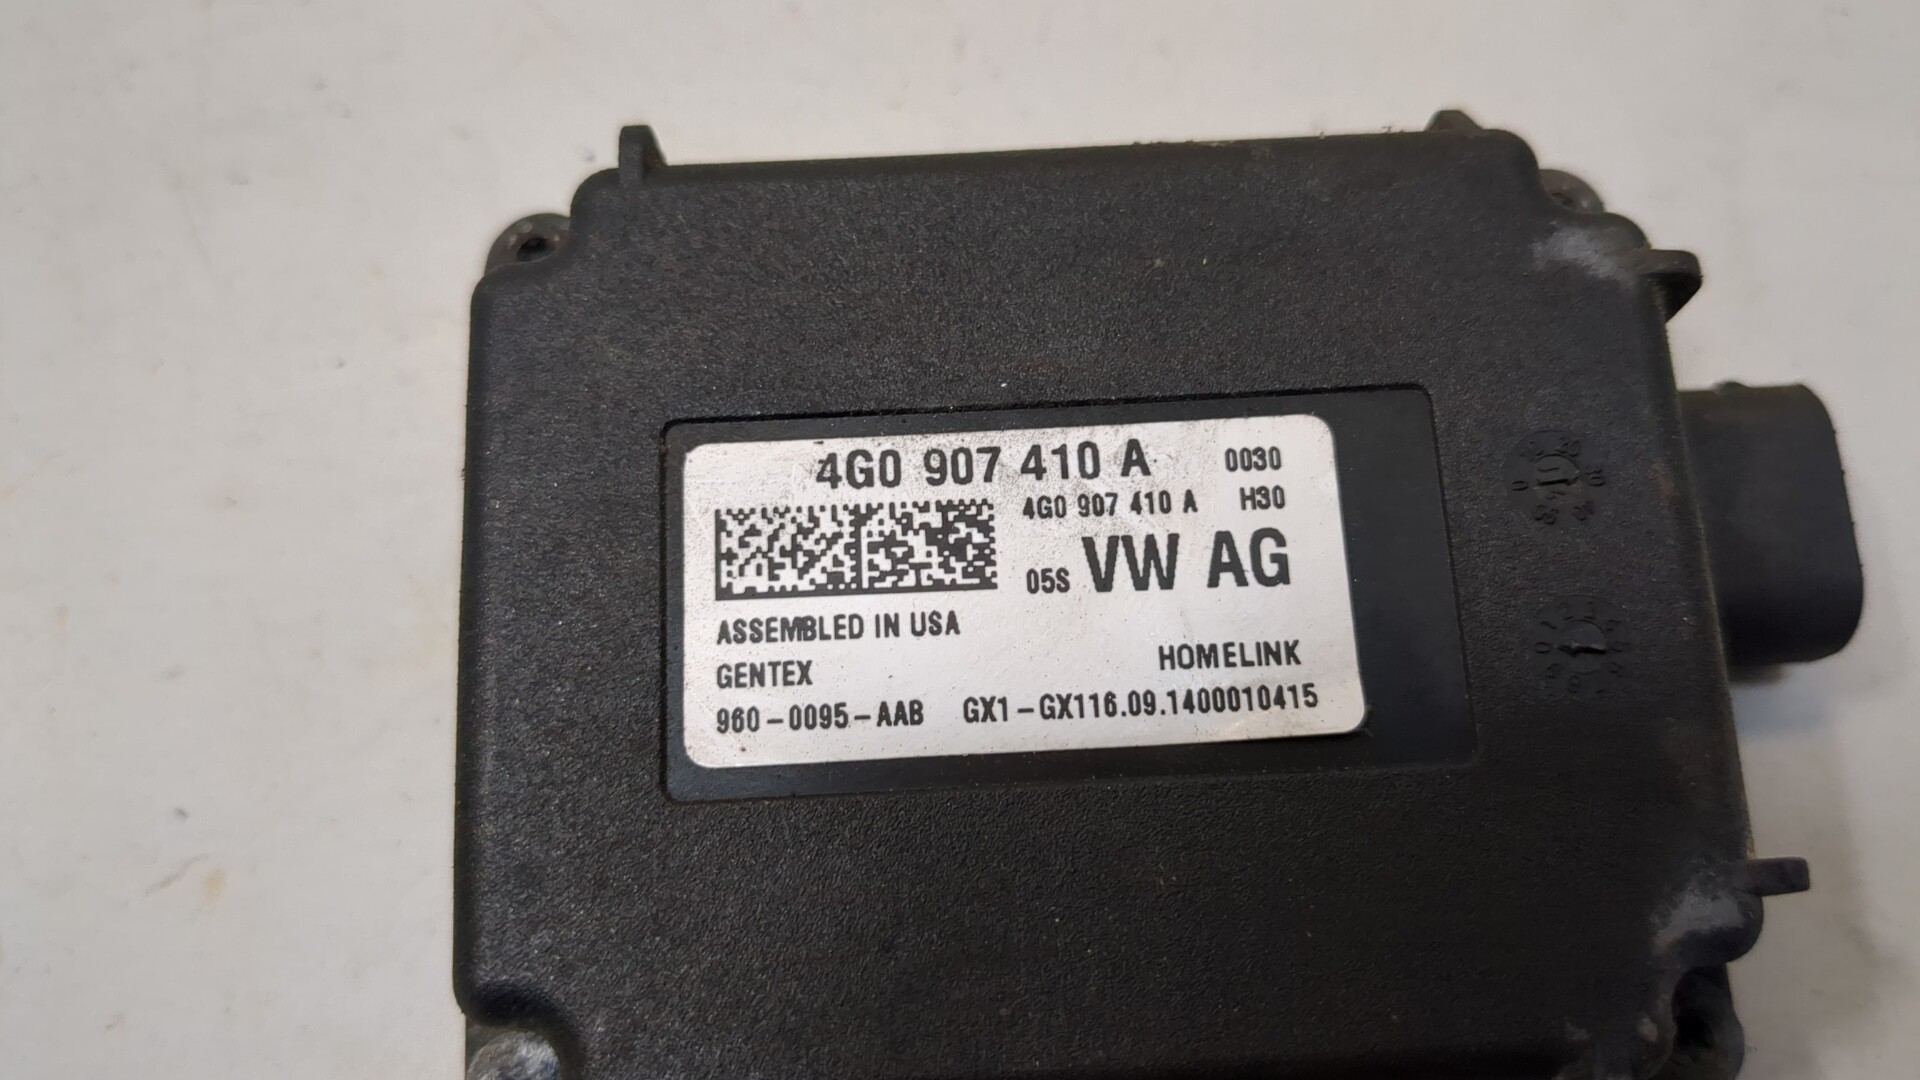 4G0 907 410 A 0030
4G0 907 410 A H30
05S VW AG
ASSEMBLED IN USA
GENTEX HOMELINK
960-0095-AAB GX1-GX116.09.1400010415